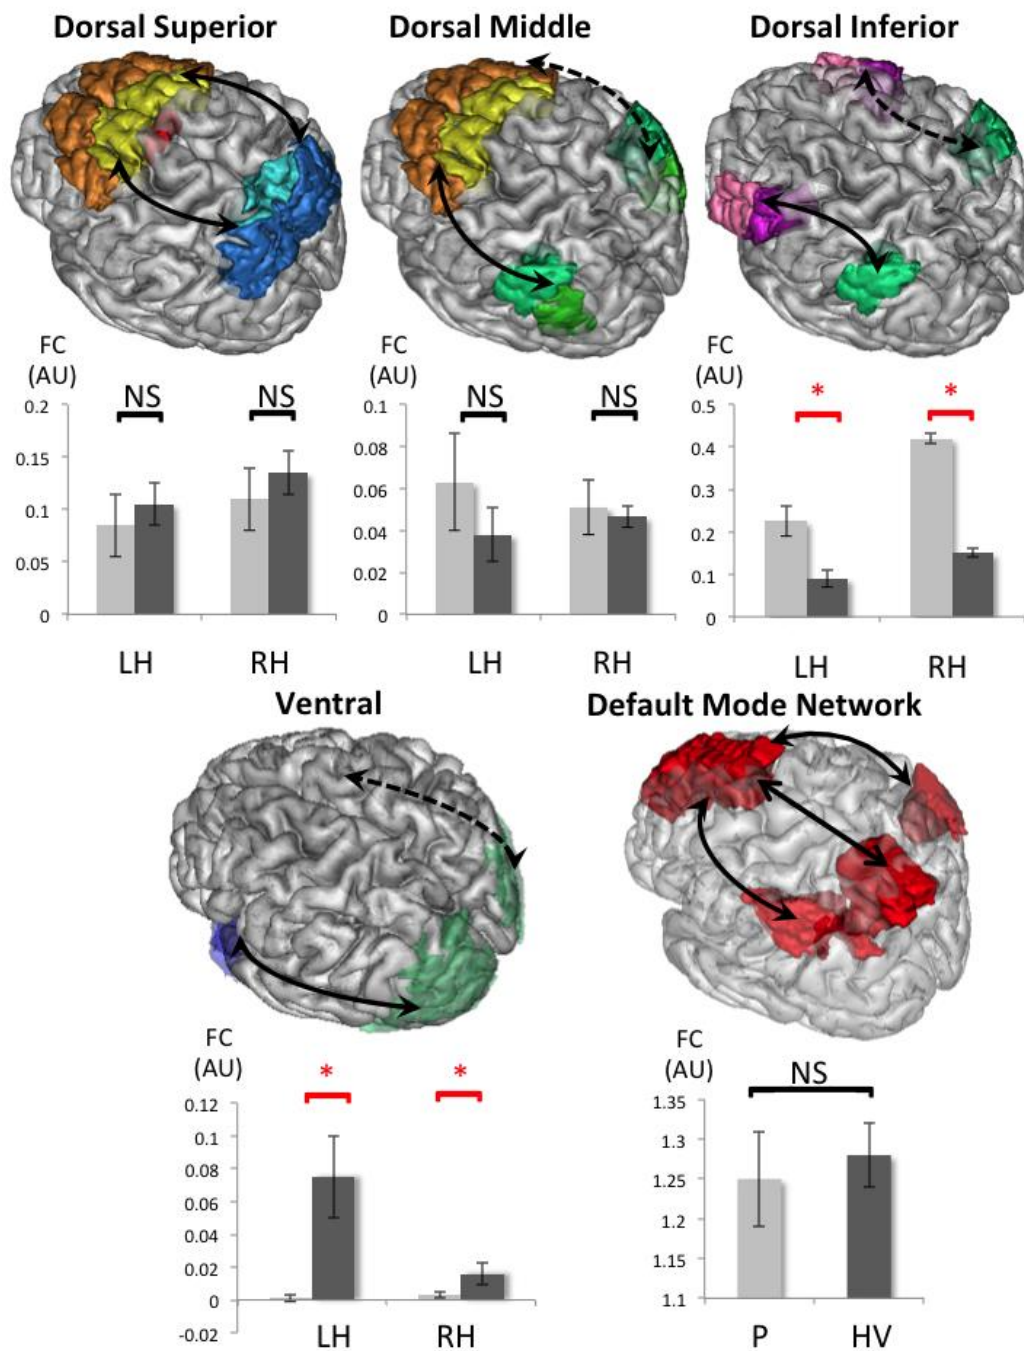 Dorsal Superior Dorsal Middle Dorsal Inferior
FC
(AU)
NS NS
0.2
0.15
0.1
0.05
0
LH RH
FC
(AU)
NS NS
0.1
0.08
0.06
0.04
0.02
0
LH RH
FC
(AU)
* *
0.5
0.4
0.3
0.2
0.1
0
LH RH
Ventral
FC
(AU)
* *
0.12
0.1
0.08
0.06
0.04
0.02
0
-0.02
LH RH
Default Mode Network
FC
(AU)
NS
1.35
1.3
1.25
1.2
1.15
1.1
P HV